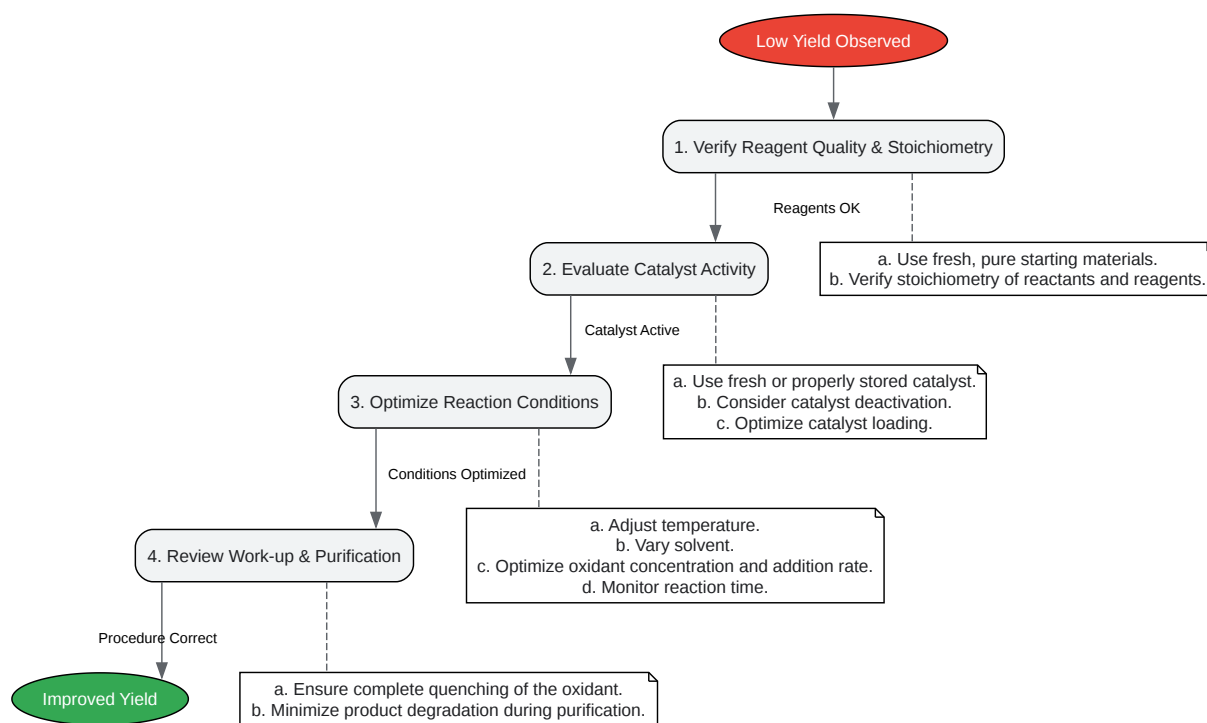 Low Yield Observed
1. Verify Reagent Quality & Stoichiometry
Reagents OK
a. Use fresh, pure starting materials.
b. Verify stoichiometry of reactants and reagents.
2. Evaluate Catalyst Activity
Catalyst Active
a. Use fresh or properly stored catalyst.
b. Consider catalyst deactivation.
c. Optimize catalyst loading.
3. Optimize Reaction Conditions
Conditions Optimized
a. Adjust temperature.
b. Vary solvent.
c. Optimize oxidant concentration and addition rate.
d. Monitor reaction time.
4. Review Work-up & Purification
Procedure Correct
a. Ensure complete quenching of the oxidant.
b. Minimize product degradation during purification.
Improved Yield